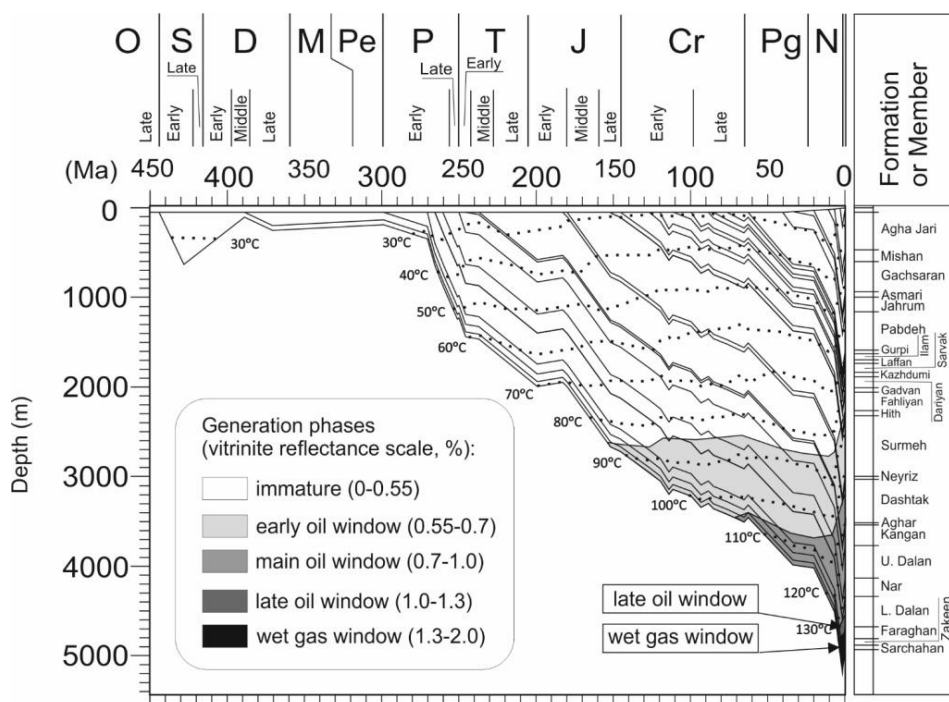 O S D M Pe P T J Cr Pg N
Late Late Early
Late Early Early Middle Late Early Middle Late Early Middle Late Early Late
(Ma) 450 400 350 300 250 200 150 100 50 0
Formation
or Member
Depth (m)
0
1000
2000
3000
4000
5000
30°C
30°C
40°C
50°C
60°C
70°C
80°C
90°C
100°C
110°C
120°C
130°C
Generation phases
(vitrinite reflectance scale, %):
immature (0-0.55)
early oil window (0.55-0.7)
main oil window (0.7-1.0)
late oil window (1.0-1.3)
wet gas window (1.3-2.0)
late oil window
wet gas window
Agha Jari
Mishan
Gachsaran
Asmari
Jahrum
Pabdeh
Gurpi
Ilam
Laffan
Sarvak
Kazhdumi
Gadvan
Dariyan
Fahliyan
Hith
Surmeh
Neyriz
Dashtak
Aghar
Kangan
U. Dalan
Nar
L. Dalan
Faraghan
Zakeen
Sarchahan